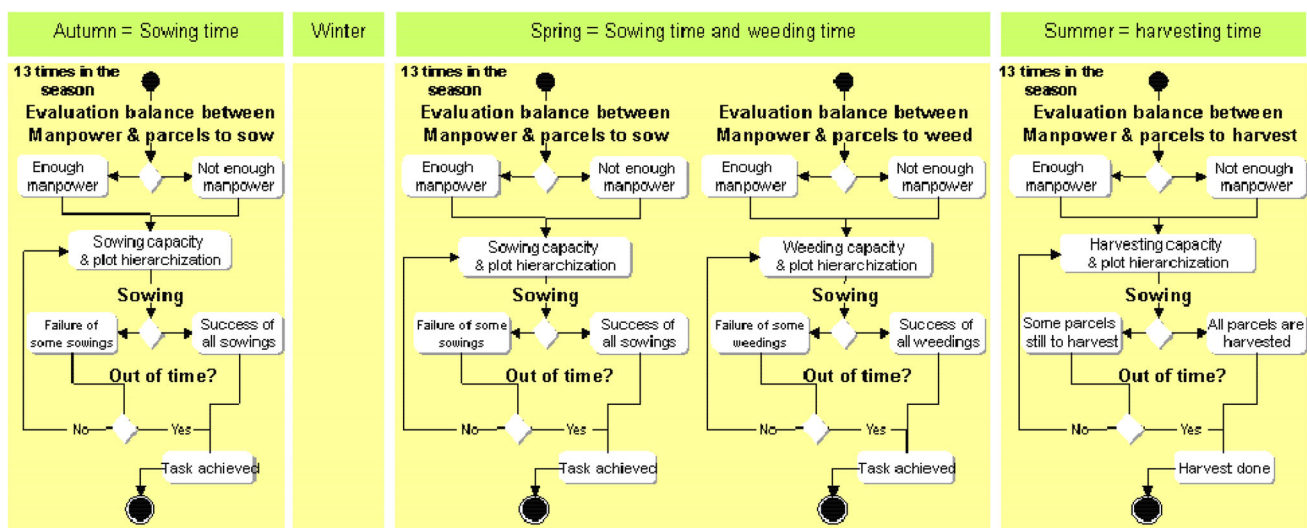 Autumn = Sowing time
Winter
Spring = Sowing time and weeding time
Summer = harvesting time
13 times in the
season
Evaluation balance between
Manpower & parcels to sow
Enough
manpower
Not enough
manpower
Sowing capacity
& plot hierarchization
Sowing
Failure of
some sowings
Success of
all sowings
Out of time?
No
Yes
Task achieved
13 times in the
season
Evaluation balance between
Manpower & parcels to sow
Enough
manpower
Not enough
manpower
Sowing capacity
& plot hierarchization
Sowing
Failure of some
sowings
Success of
all sowings
Out of time?
No
Yes
Task achieved
Evaluation balance between
Manpower & parcels to weed
Enough
manpower
Not enough
manpower
Weeding capacity
& plot hierarchization
Sowing
Failure of some
weedings
Success of
all weedings
Out of time?
No
Yes
Task achieved
13 times in the
season
Evaluation balance between
Manpower & parcels to harvest
Enough
manpower
Not enough
manpower
Harvesting capacity
& plot hierarchization
Sowing
Some parcels
still to harvest
All parcels are
harvested
Out of time?
No
Yes
Harvest done